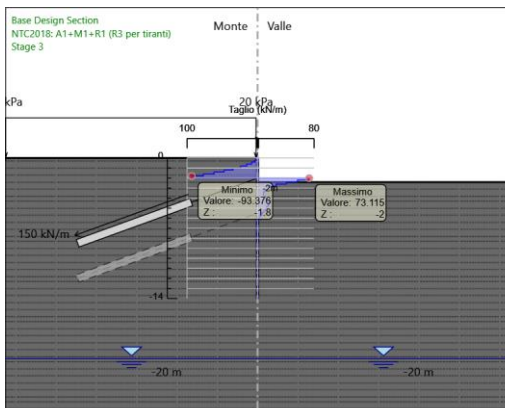 Base Design Section
NTC2018: A1+M1+R1 (R3 per tiranti)
Stage 3
Monte
Valle
kPa
20 kPa
Taglio (kN/m)
100
80
0
2m
Minimo
Valore: -93.376
Z : -1.8
Massimo
Valore: 73.115
Z : -2
150 kN/m
-14
-20 m
-20 m